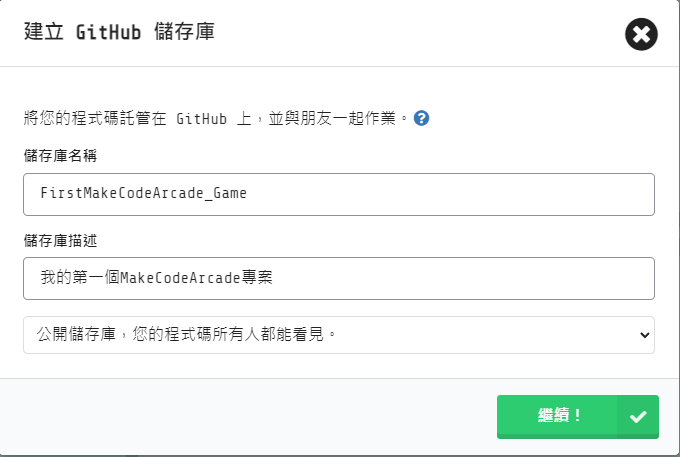 建立 GitHub 儲存庫
將您的程式碼託管在 GitHub 上，並與朋友一起作業。
儲存庫名稱
FirstMakeCodeArcade_Game
儲存庫描述
我的第一個MakeCodeArcade專案
公開儲存庫，您的程式碼所有人都能看見。
繼續！